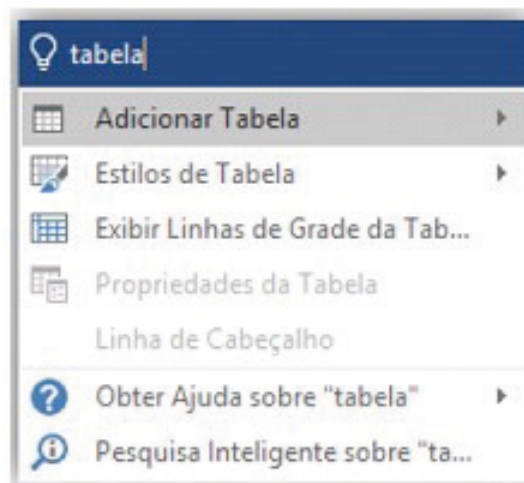 tabela
Adicionar Tabela
Estilos de Tabela
Exibir Linhas de Grade da Tab...
Propriedades da Tabela
Linha de Cabeçalho
Obter Ajuda sobre "tabela"
Pesquisa Inteligente sobre "ta...